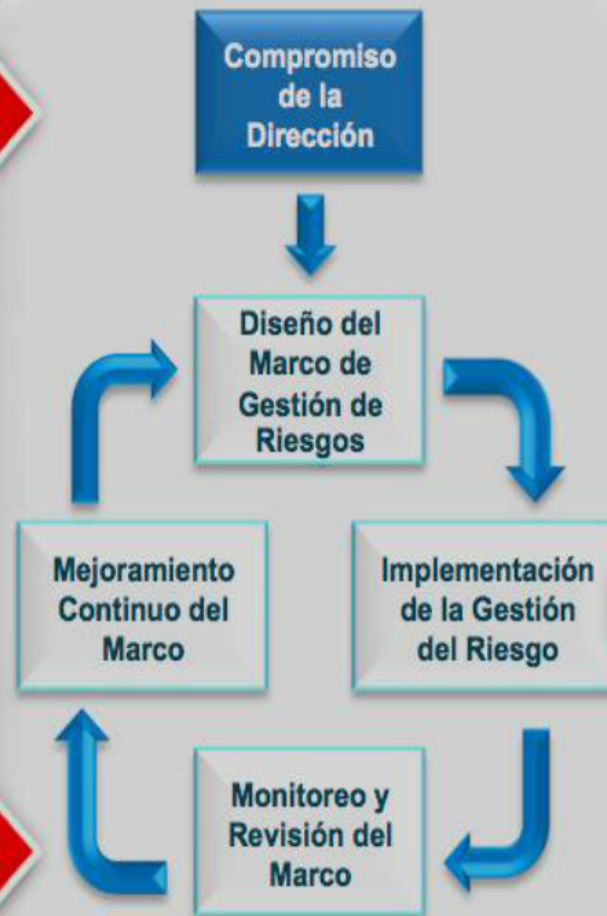 Compromiso
de la
Dirección
Diseño del
Marco de
Gestión de
Riesgos
Mejoramiento
Continuo del
Marco
Implementación
de la Gestión
del Riesgo
Monitoreo y
Revisión del
Marco